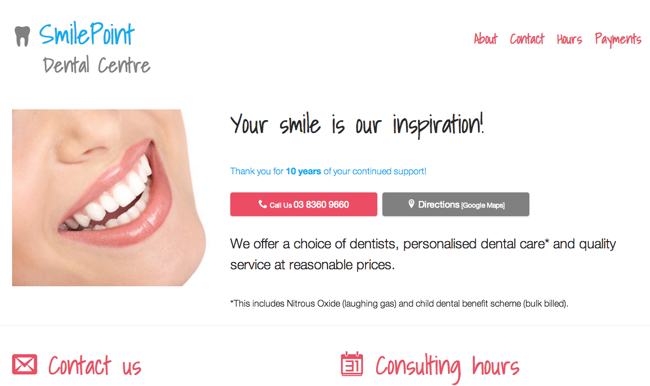 SmilePoint
Dental Centre
About Contact Hours Payments
Your smile is our inspiration!
Thank you for 10 years of your continued support!
Call Us 03 8360 9660
Directions [Google Maps]
We offer a choice of dentists, personalised dental care* and quality
service at reasonable prices.
*This includes Nitrous Oxide (laughing gas) and child dental benefit scheme (bulk billed).
Contact us
31 Consulting hours